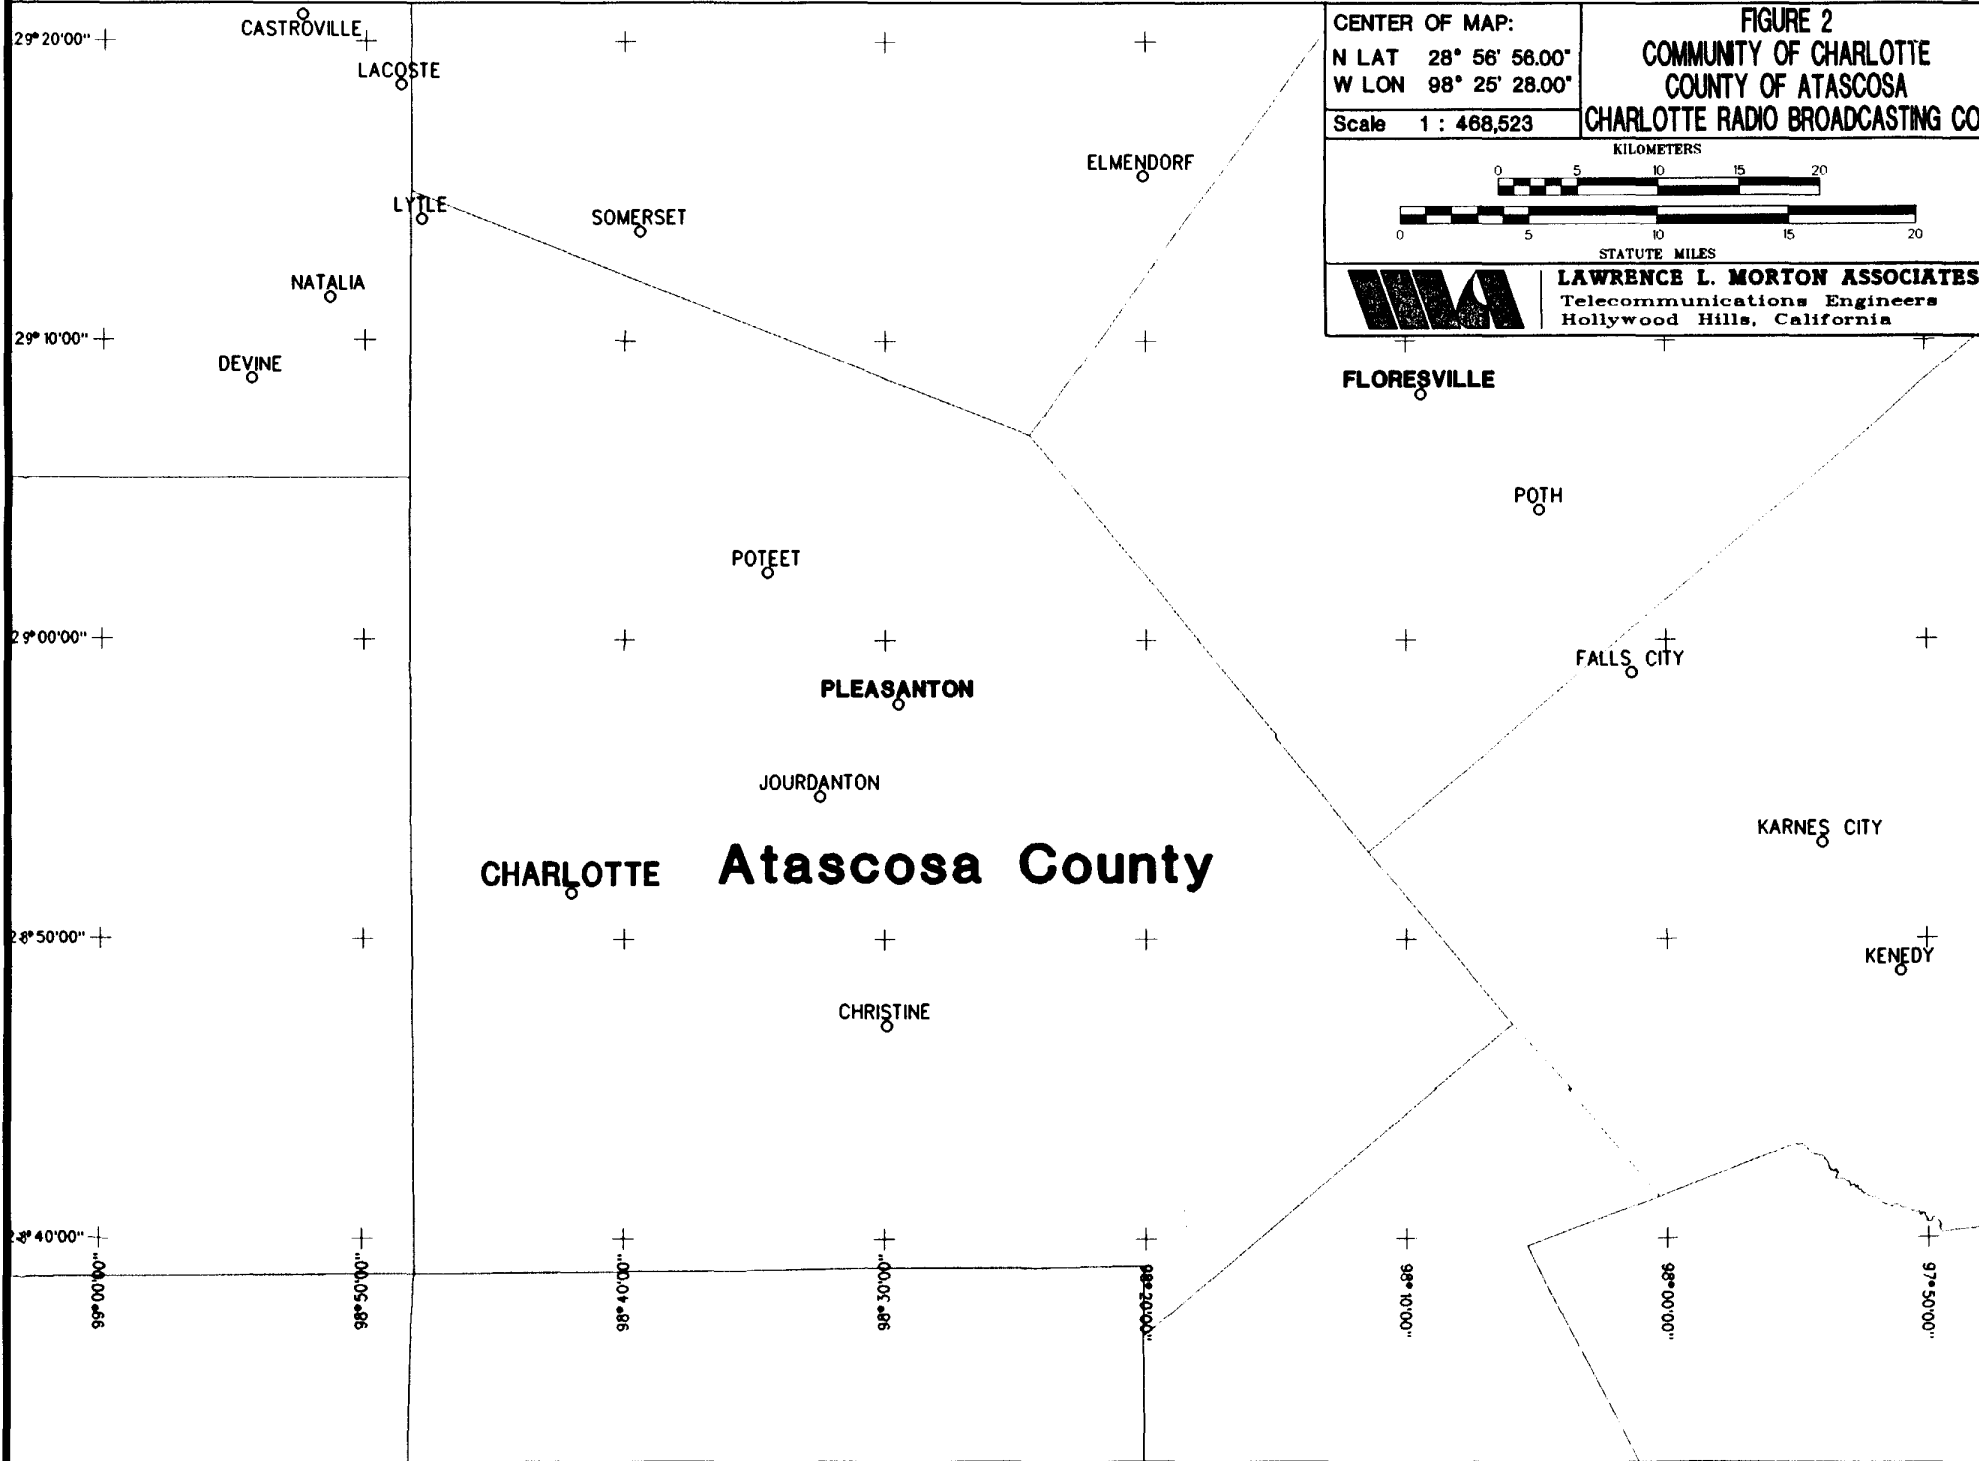 CENTER OF MAP:
N LAT 28° 56' 56.00"
W LON 98° 25' 28.00"
Scale 1 : 468,523
FIGURE 2
COMMUNITY OF CHARLOTTE
COUNTY OF ATASCOSA
CHARLOTTE RADIO BROADCASTING CO
KILOMETERS
0 5 10 15 20
0 5 10 15 20
STATUTE MILES
LAWRENCE L. MORTON ASSOCIATES
Telecommunications Engineers
Hollywood Hills, California
CASTROVILLE
29°20'00"
LACOSTE
ELMENDORF
LYTLE
SOMERSET
NATALIA
29°10'00"
DEVINE
FLORESVILLE
POTH
POTEET
29°00'00"
FALLS CITY
PLEASANTON
JOURDANTON
KARNES CITY
CHARLOTTE
Atascosa County
28°50'00"
KENEDY
CHRISTINE
28°40'00"
99°00'00"
98°50'00"
98°40'00"
98°30'00"
98°20'00"
98°10'00"
98°00'00"
97°50'00"